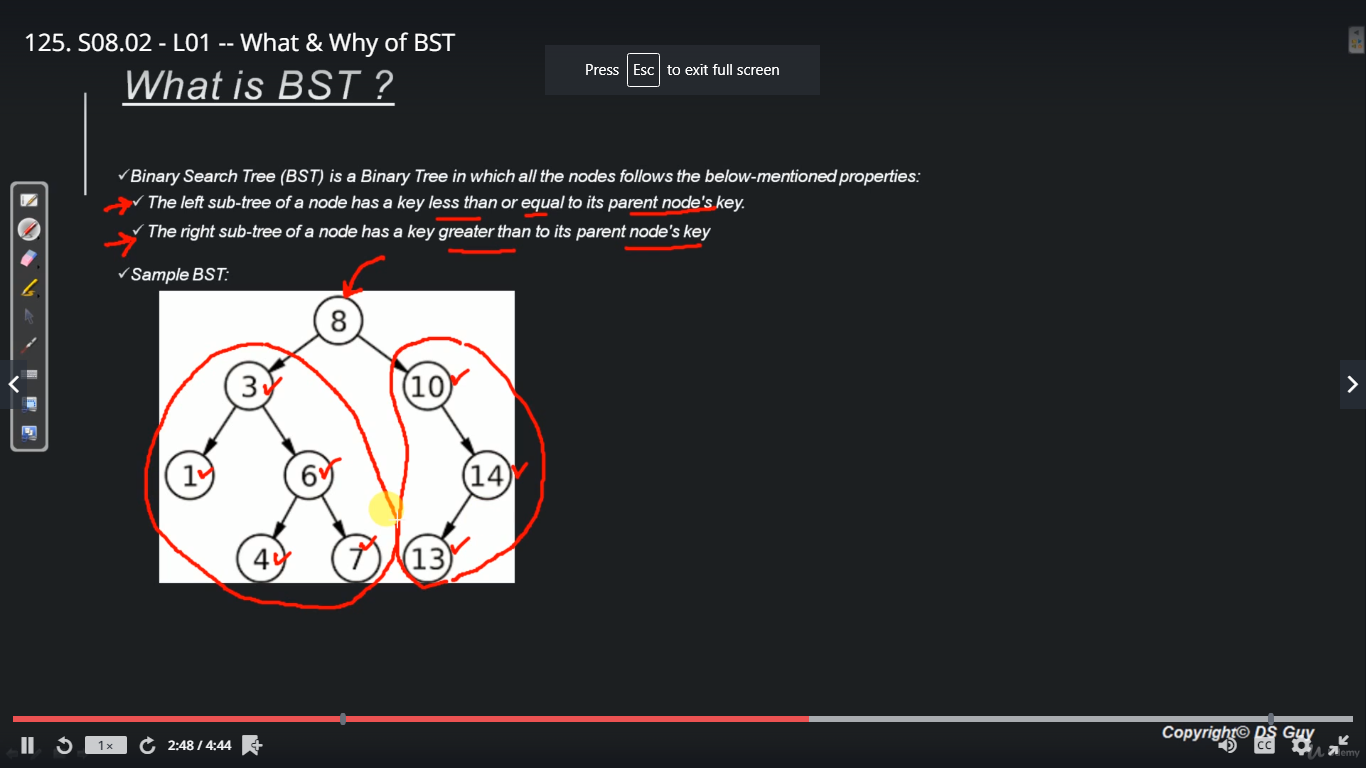 125. S08.02 - L01 -- What & Why of BST
Press Esc to exit full screen
What is BST ?
✓Binary Search Tree (BST) is a Binary Tree in which all the nodes follows the below-mentioned properties:
✓ The left sub-tree of a node has a key less than or equal to its parent node's key.
✓ The right sub-tree of a node has a key greater than to its parent node's key
✓Sample BST:
8
3 10
1 6 14
4 7 13
Copyright© DS Guy
1× 2:48 / 4:44 CC